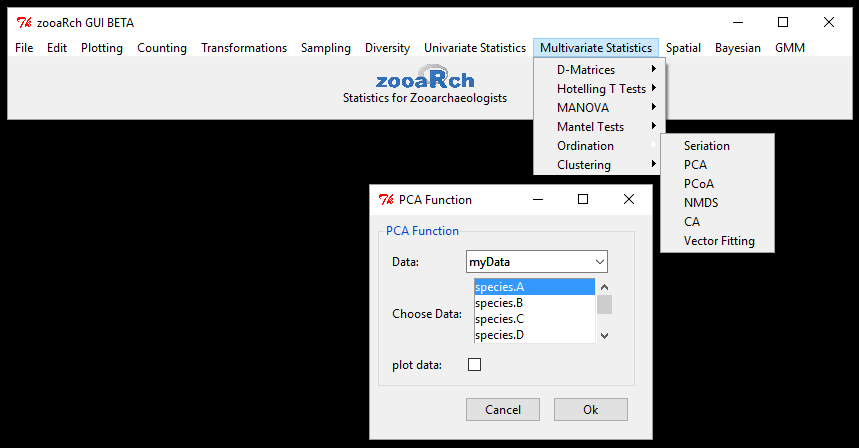 zooaRch GUI BETA
File Edit Plotting Counting Transformations Sampling Diversity Univariate Statistics Multivariate Statistics Spatial Bayesian GMM
zooaRch
Statistics for Zooarchaeologists
D-Matrices
Hotelling T Tests
MANOVA
Mantel Tests
Ordination
Clustering
Seriation
PCA
PCoA
NMDS
CA
Vector Fitting
PCA Function
PCA Function
Data: myData
species.A
species.B
Choose Data: species.C
species.D
plot data:
Cancel Ok